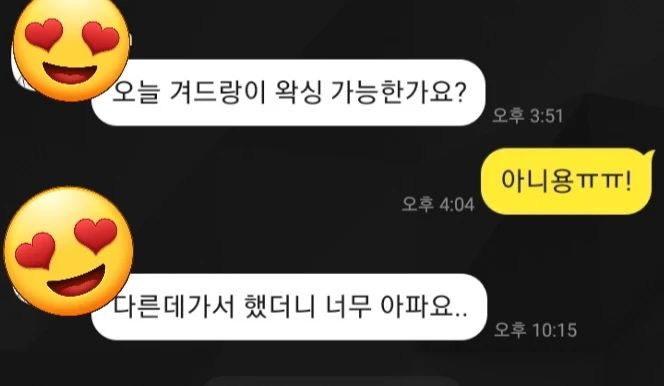 오늘 겨드랑이 왁싱 가능한가요?
오후 3:51
아니용ㅠㅠ!
오후 4:04
다른데가서 했더니 너무 아파요..
오후 10:15